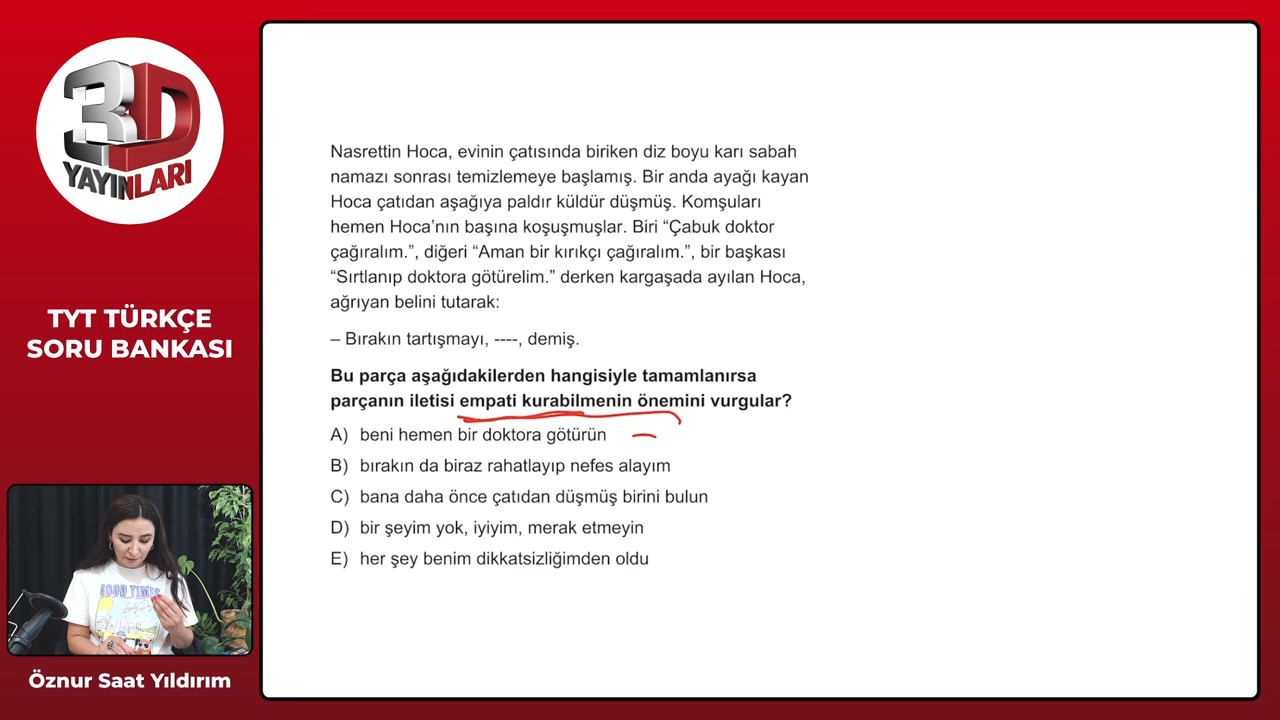 3D
YAYINLARI
TYT TÜRKÇE
SORU BANKASI
Nasrettin Hoca, evinin çatısında biriken diz boyu karı sabah
namazı sonrası temizlemeye başlamış. Bir anda ayağı kayan
Hoca çatıdan aşağıya paldır küldür düşmüş. Komşuları
hemen Hoca’nın başına koşuşmuşlar. Biri “Çabuk doktor
çağıralım.”, diğeri “Aman bir kırıkçı çağıralım.”, bir başkası
“Sırtlanıp doktora götürelim.” derken kargaşada ayılan Hoca,
ağrıyan belini tutarak:
– Bırakın tartışmayı, ----, demiş.
Bu parça aşağıdakilerden hangisiyle tamamlanırsa
parçanın iletisi empati kurabilmenin önemini vurgular?
A) beni hemen bir doktora götürün
B) bırakın da biraz rahatlayıp nefes alayım
C) bana daha önce çatıdan düşmüş birini bulun
D) bir şeyim yok, iyiyim, merak etmeyin
E) her şey benim dikkatsizliğimden oldu
GOOD TIMES
Öznur Saat Yıldırım